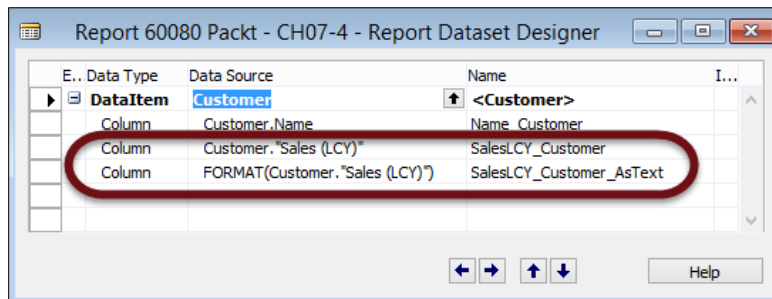 Report 60080 Packt - CH07-4 - Report Dataset Designer
E.. Data Type Data Source Name I...
DataItem Customer <Customer>
Column Customer.Name Name_Customer
Column Customer."Sales (LCY)" SalesLCY_Customer
Column FORMAT(Customer."Sales (LCY)") SalesLCY_Customer_AsText
Help